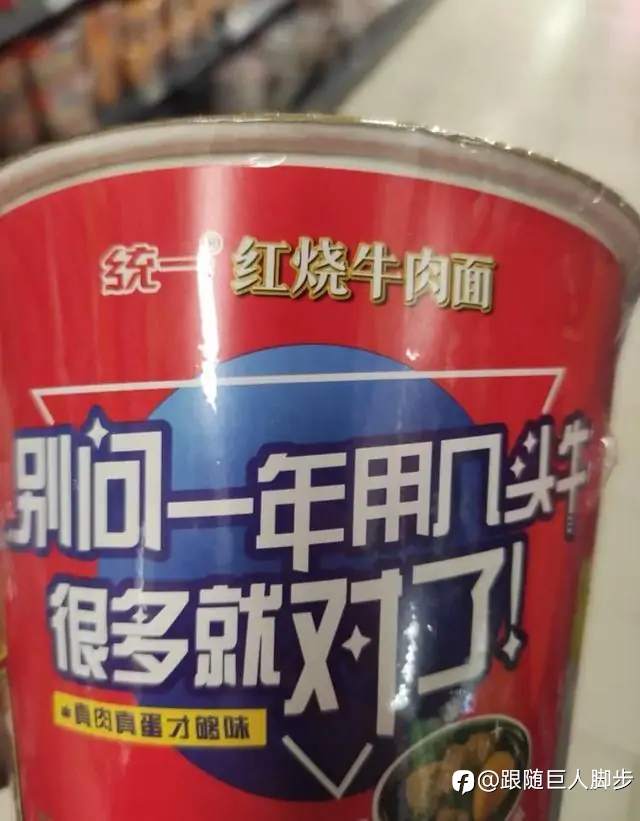 统一® 红烧牛肉面
别问一年用几头牛
很多就对了!
真肉真蛋才够味
@跟随巨人脚步